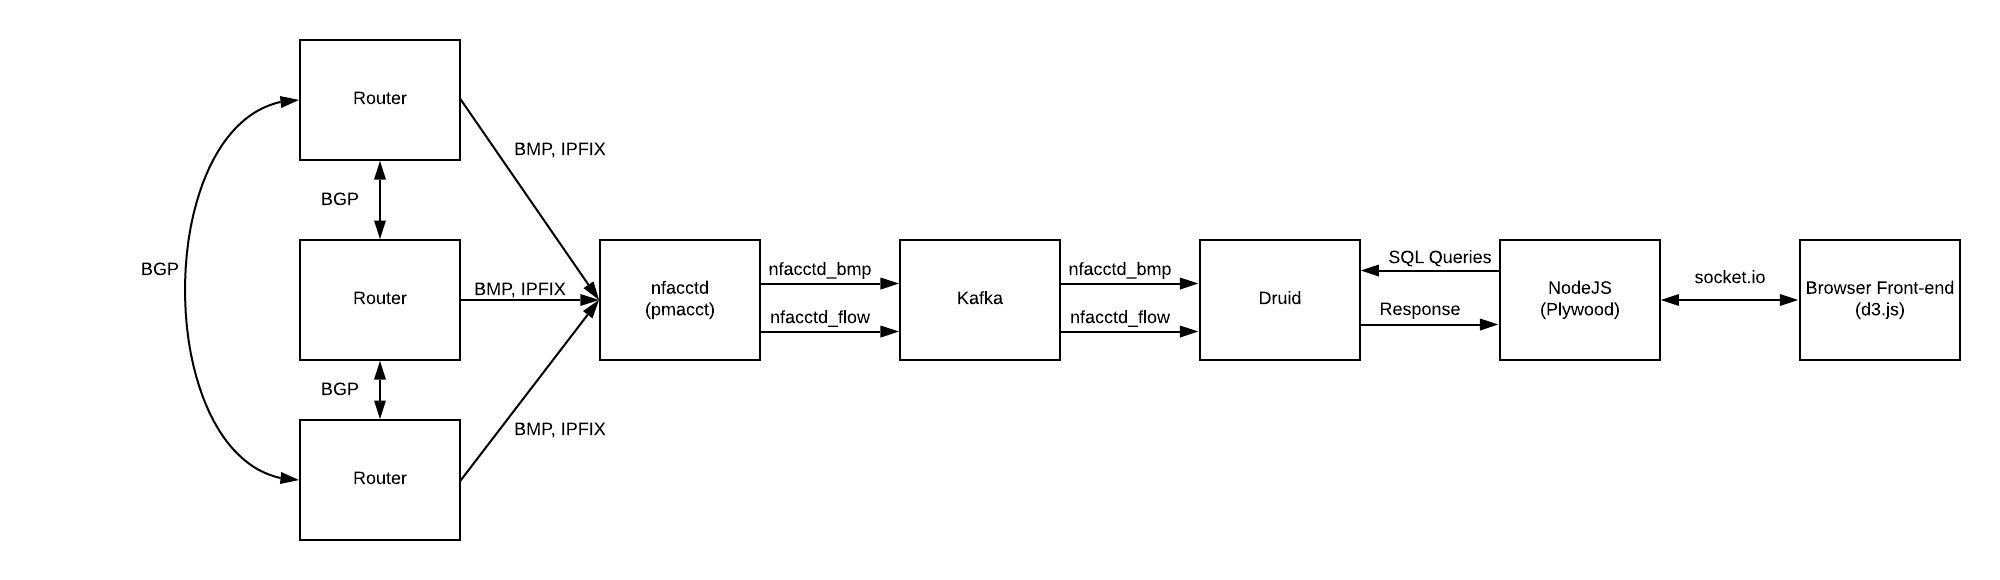 Router
BMP, IPFIX
BGP
BGP
Router
BMP, IPFIX
BGP
Router
BMP, IPFIX
nfacctd
(pmacct)
nfacctd_bmp
nfacctd_flow
Kafka
nfacctd_bmp
nfacctd_flow
Druid
SQL Queries
Response
NodeJS
(Plywood)
socket.io
Browser Front-end
(d3.js)